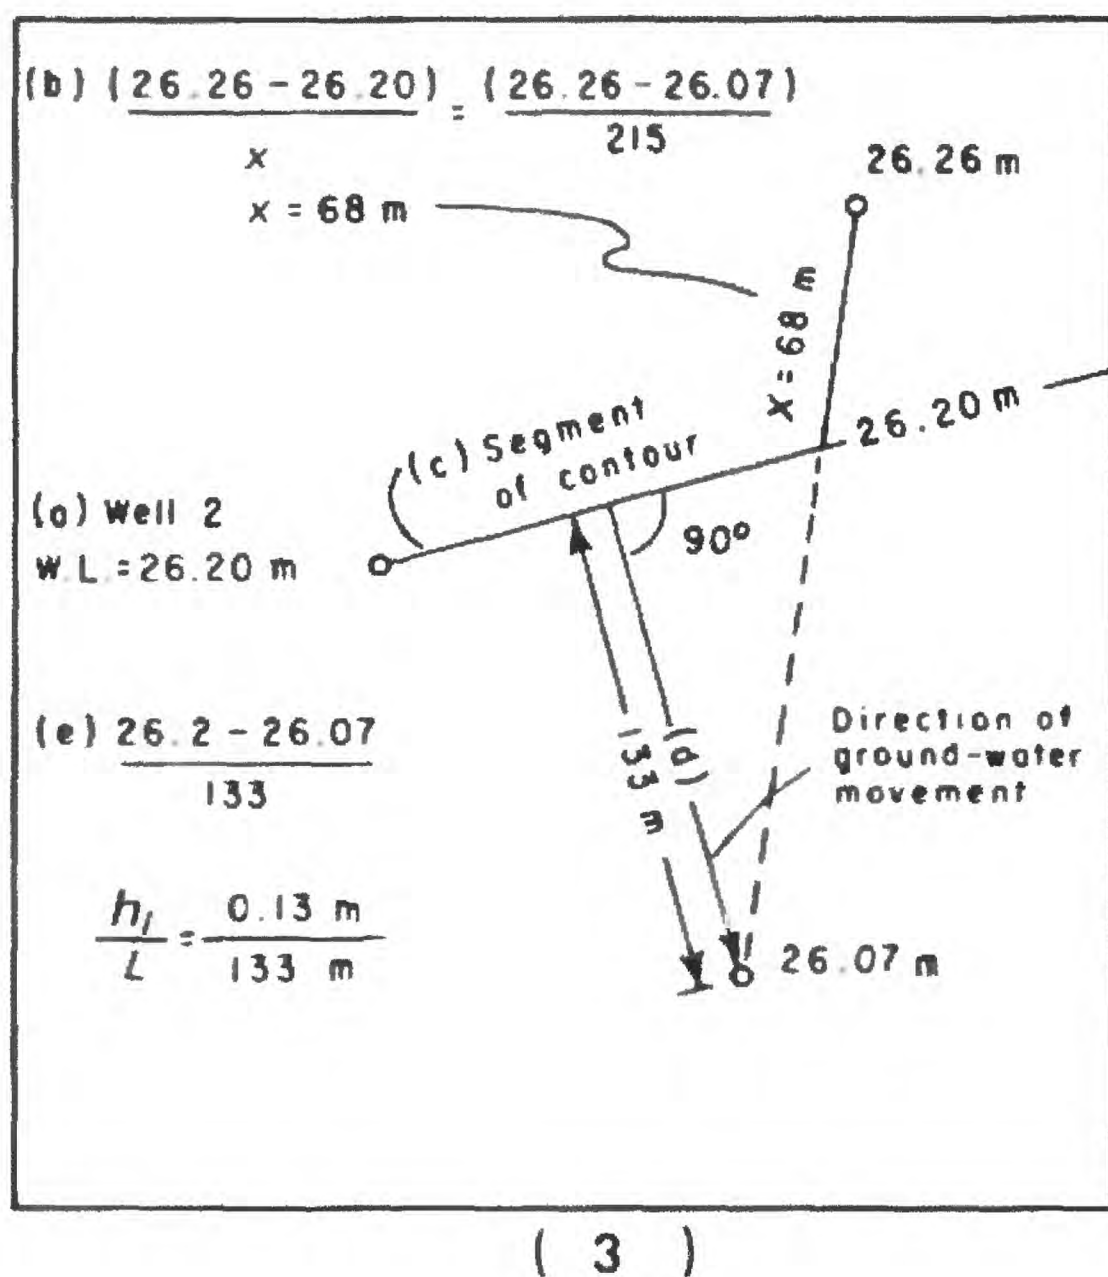 (b) (26.26 - 26.20) = (26.26 - 26.07)
x 215
x = 68 m
26.26 m
X = 68 m
26.20 m
(c) Segment
of contour
(a) Well 2
W.L.=26.20 m
90°
(e) 26.2 - 26.07
133
(d)
133 m
Direction of
ground-water
movement
h₁ = 0.13 m
L 133 m
26.07 m
( 3 )